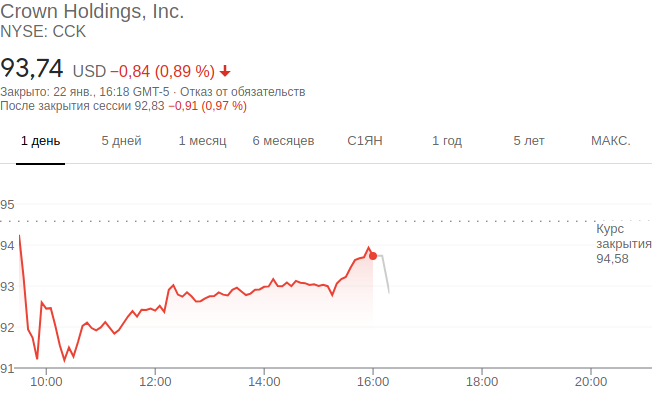 Crown Holdings, Inc.
NYSE: CCK
93,74 USD −0,84 (0,89 %)
Закрыто: 22 янв., 16:18 GMT-5 · Отказ от обязательств
После закрытия сессии 92,83 −0,91 (0,97 %)
1 день 5 дней 1 месяц 6 месяцев С1ЯН 1 год 5 лет МАКС.
95
Курс
закрытия
94,58
94
93
92
91
10:00 12:00 14:00 16:00 18:00 20:00